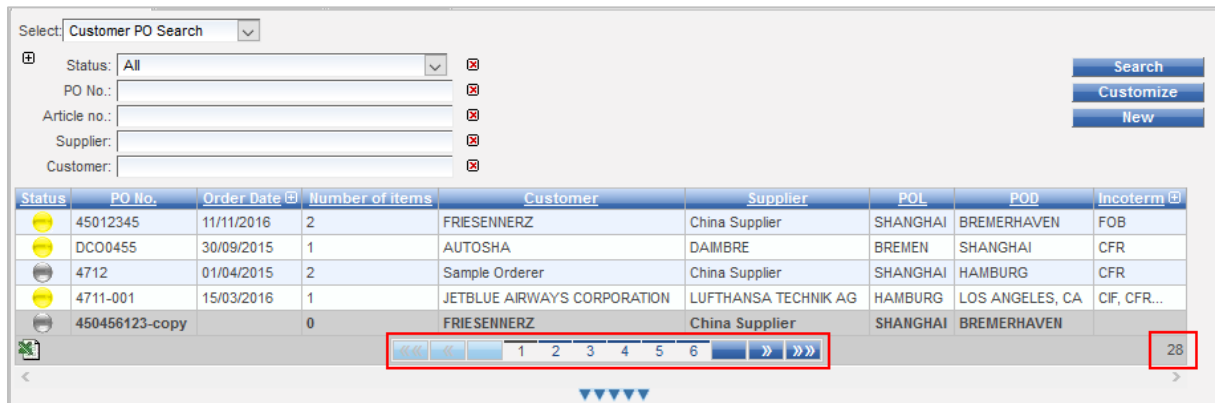 Select: Customer PO Search
Status: All
Search
PO No.:
Customize
Article no.:
New
Supplier:
Customer:
Status PO No. Order Date Number of items Customer Supplier POL POD Incoterm
45012345 11/11/2016 2 FRIESENNERZ China Supplier SHANGHAI BREMERHAVEN FOB
DCO0455 30/09/2015 1 AUTOSHA DAIMBRE BREMEN SHANGHAI CFR
4712 01/04/2015 2 Sample Orderer China Supplier SHANGHAI HAMBURG CFR
4711-001 15/03/2016 1 JETBLUE AIRWAYS CORPORATION LUFTHANSA TECHNIK AG HAMBURG LOS ANGELES, CA CIF, CFR...
450456123-copy 0 FRIESENNERZ China Supplier SHANGHAI BREMERHAVEN
«« « 1 2 3 4 5 6 » »» 28